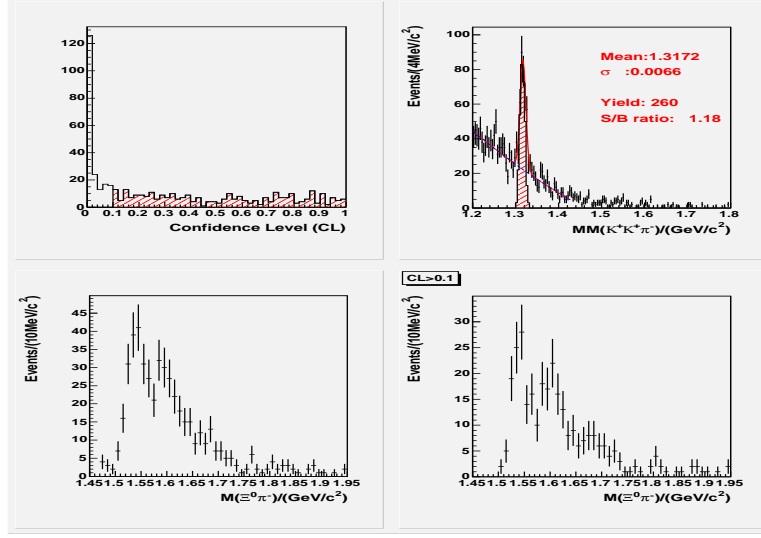 120
100
80
60
40
20
0
0 0.1 0.2 0.3 0.4 0.5 0.6 0.7 0.8 0.9 1
Confidence Level (CL)
Events/(4MeV/c²)
100
80
60
40
20
0
1.2 1.3 1.4 1.5 1.6 1.7 1.8
MM(K⁺K⁺π⁻)/(GeV/c²)
Mean:1.3172
σ :0.0066
Yield: 260
S/B ratio: 1.18
Events/(10MeV/c²)
45
40
35
30
25
20
15
10
5
0
1.45 1.5 1.55 1.6 1.65 1.7 1.75 1.8 1.85 1.9 1.95
M(Ξ⁰π⁻)/(GeV/c²)
CL>0.1
Events/(10MeV/c²)
30
25
20
15
10
5
0
1.45 1.5 1.55 1.6 1.65 1.7 1.75 1.8 1.85 1.9 1.95
M(Ξ⁰π⁻)/(GeV/c²)